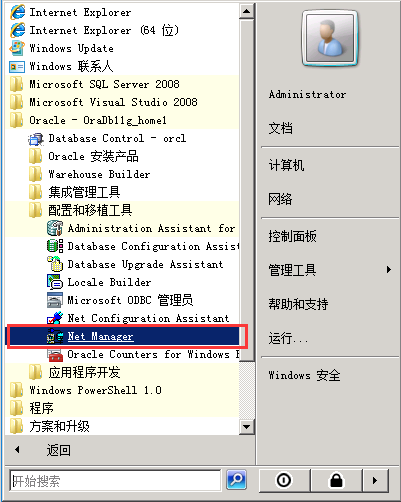 Internet Explorer
Internet Explorer (64 位)
Windows Update
Windows 联系人
Microsoft SQL Server 2008
Microsoft Visual Studio 2008
Oracle - OraDb11g_home1
Database Control - orcl
Oracle 安装产品
Warehouse Builder
集成管理工具
配置和移植工具
Administration Assistant for
Database Configuration Assist
Database Upgrade Assistant
Locale Builder
Microsoft ODBC 管理员
Net Configuration Assistant
Net Manager
Oracle Counters for Windows P
应用程序开发
Windows PowerShell 1.0
程序
方案和升级
返回
开始搜索
Administrator
文档
计算机
网络
控制面板
管理工具
帮助和支持
运行...
Windows 安全